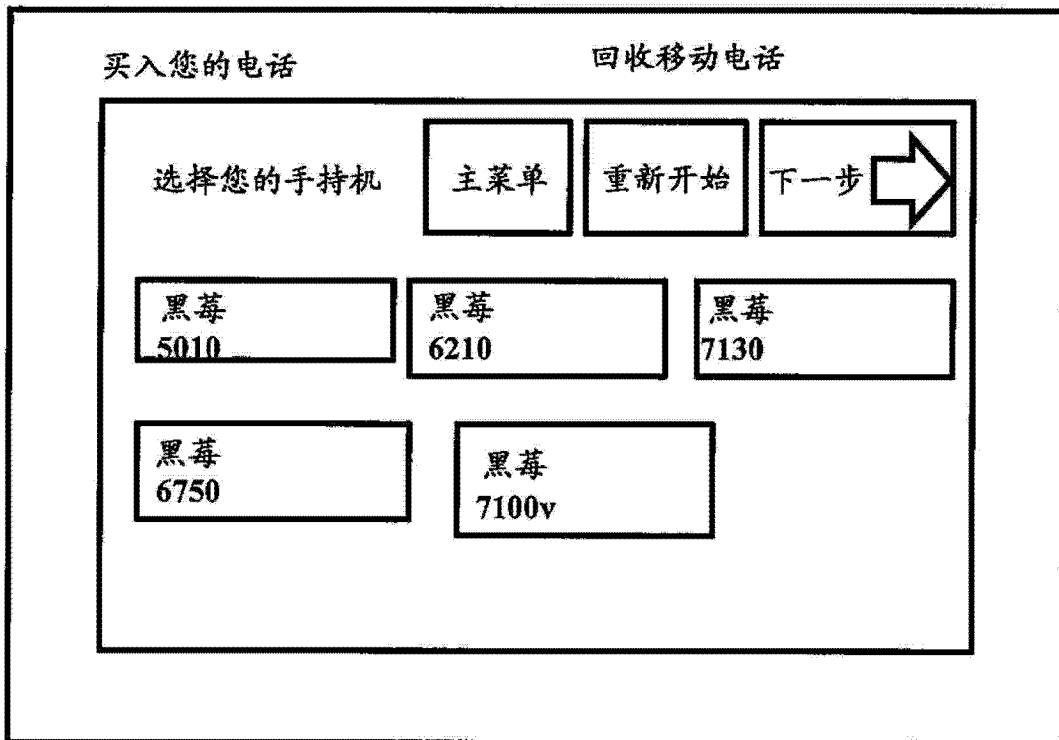 买入您的电话
回收移动电话
选择您的手持机
主菜单
重新开始
下一步
黑莓
5010
黑莓
6210
黑莓
7130
黑莓
6750
黑莓
7100v